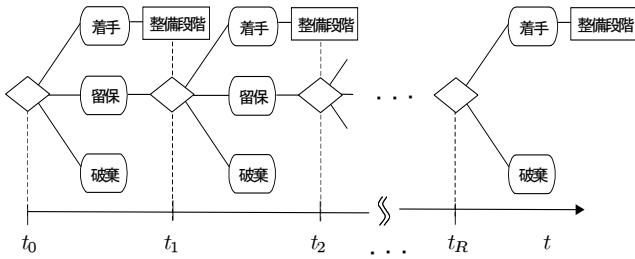 着手 整備段階 着手 整備段階 着手 整備段階
留保 留保 . . .
破棄 破棄 破棄
t0 t1 t2 . . . tR t